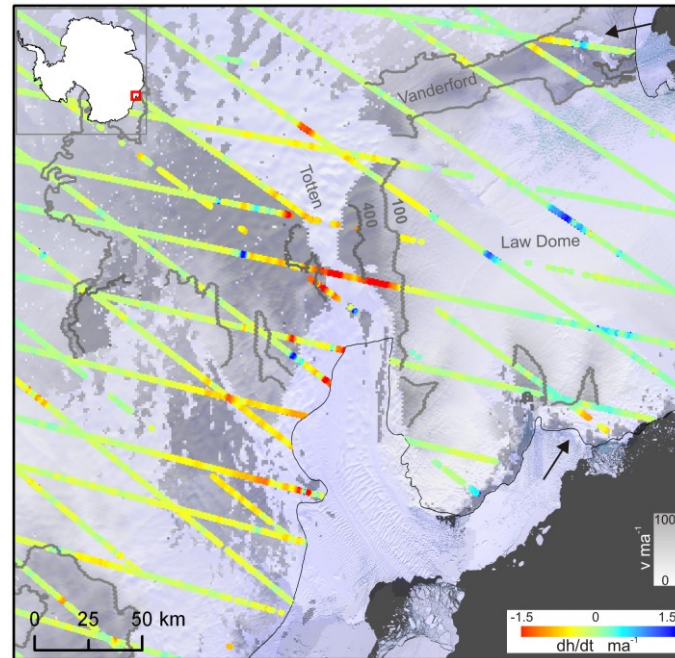 Vanderford
Totten
400
100
Law Dome
100
0
v ma⁻¹
0 25 50 km
-1.5 0 1.5
dh/dt ma⁻¹